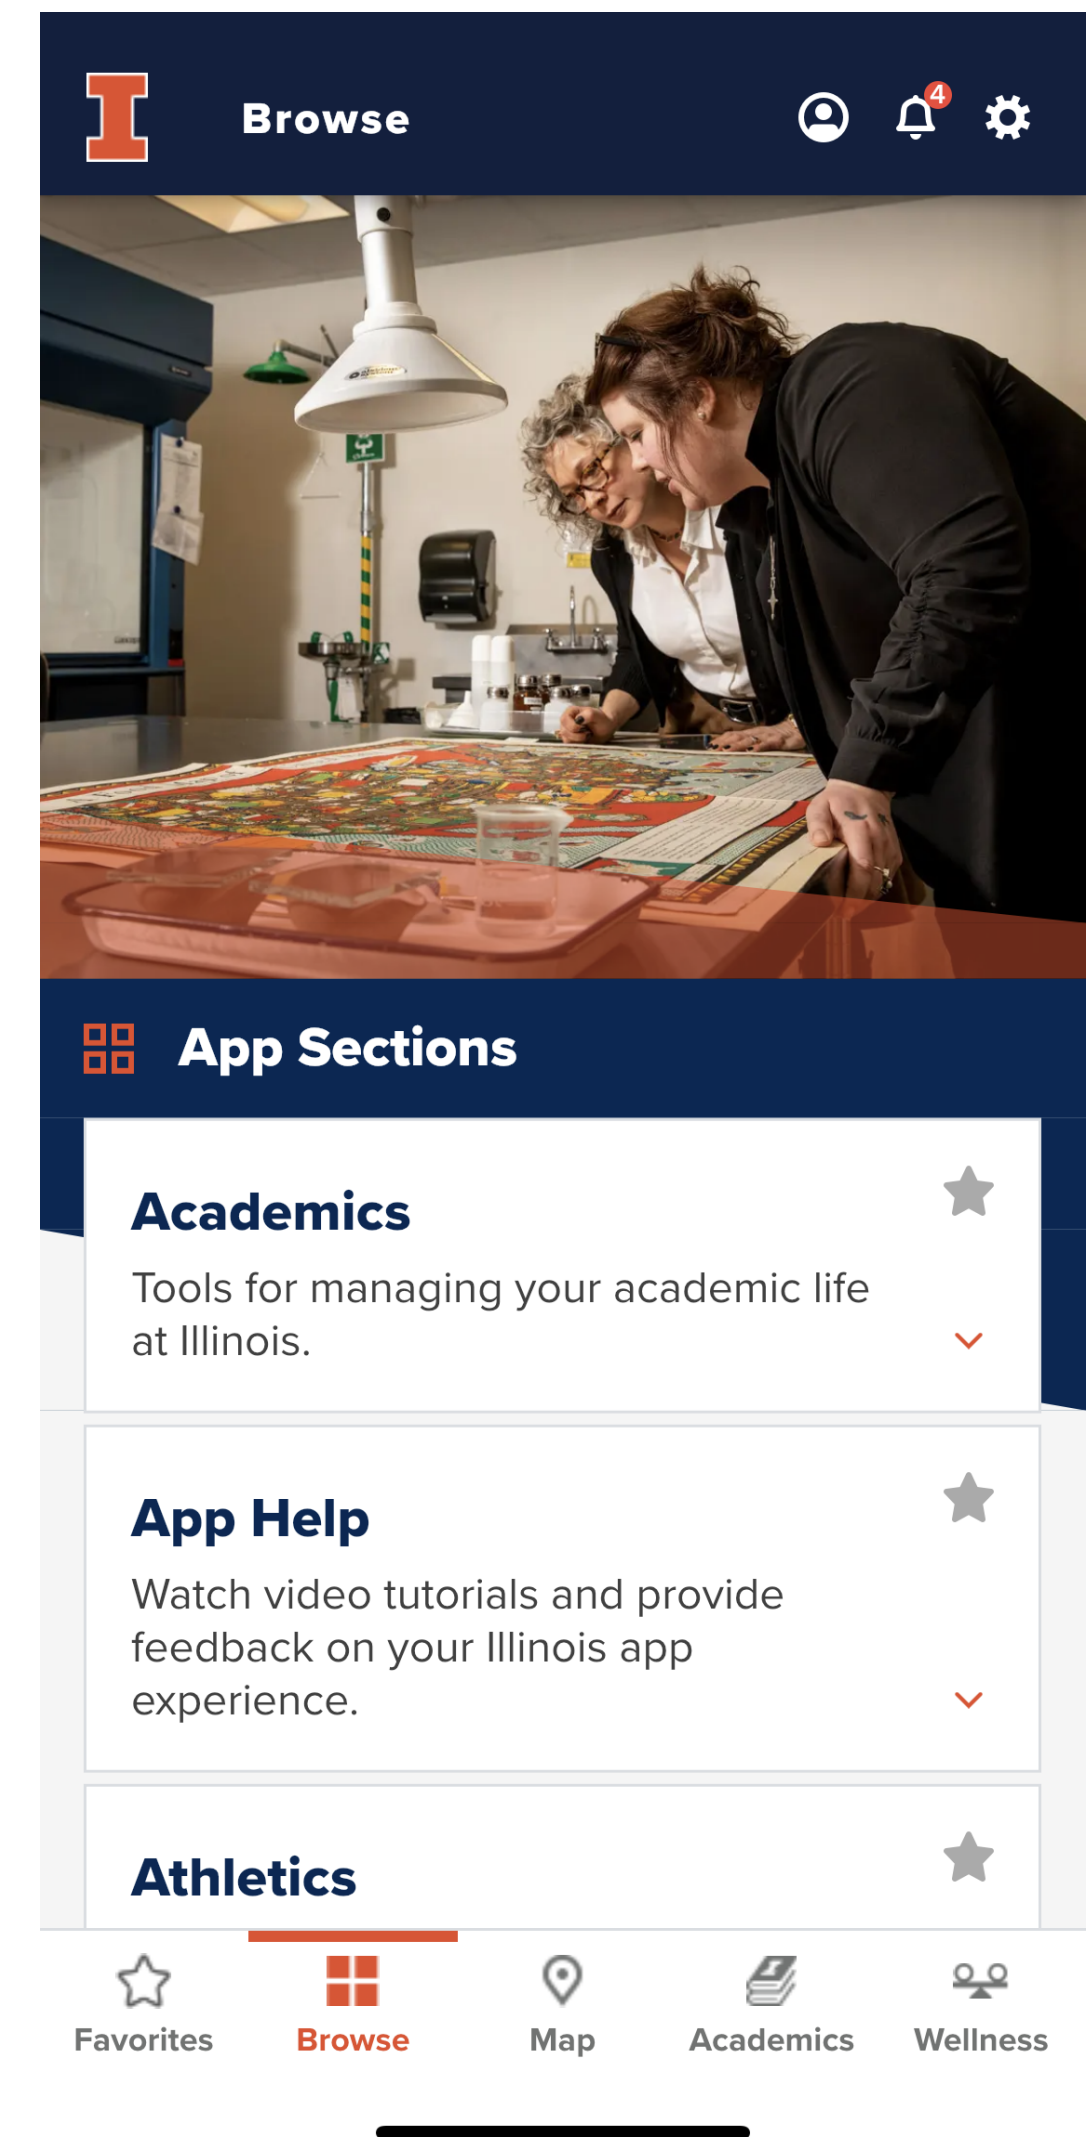 Browse
4
App Sections
Academics
Tools for managing your academic life
at Illinois.
App Help
Watch video tutorials and provide
feedback on your Illinois app
experience.
Athletics
Favorites
Browse
Map
Academics
Wellness